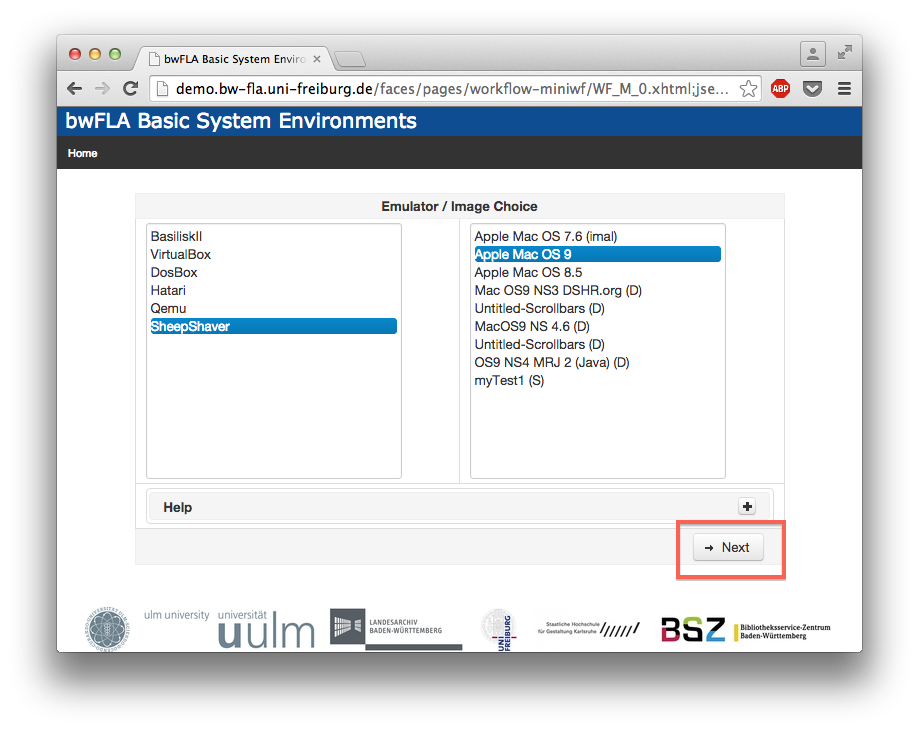 bwFLA Basic System Enviro
demo.bw-fla.uni-freiburg.de/faces/pages/workflow-miniwf/WF_M_0.xhtml;jse...
ABP
bwFLA Basic System Environments
Home
Emulator / Image Choice
BasiliskII
VirtualBox
DosBox
Hatari
Qemu
SheepShaver
Apple Mac OS 7.6 (imal)
Apple Mac OS 9
Apple Mac OS 8.5
Mac OS9 NS3 DSHR.org (D)
Untitled-Scrollbars (D)
MacOS9 NS 4.6 (D)
Untitled-Scrollbars (D)
OS9 NS4 MRJ 2 (Java) (D)
myTest1 (S)
Help
Next
ulm university universität
uulm
LANDESARCHIV
BADEN-WÜRTTEMBERG
UNI
FREIBURG
Staatliche Hochschule
für Gestaltung Karlsruhe
BSZ
Bibliotheksservice-Zentrum
Baden-Württemberg